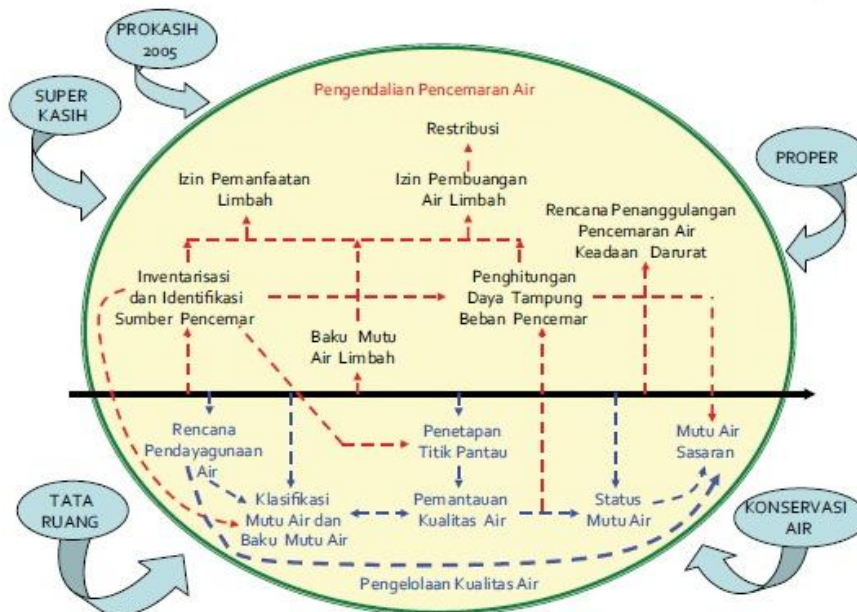 PROKASIH
2005
SUPER
KASIH
Pengendalian Pencemaran Air
Restribusi
PROPER
Izin Pemanfaatan
Limbah
Izin Pembuangan
Air Limbah
Rencana Penanggulangan
Pencemaran Air
Keadaan Darurat
Inventarisasi
dan Identifikasi
Sumber Pencemar
Penghitungan
Daya Tampung
Beban Pencemar
Baku Mutu
Air Limbah
Rencana
Pendayagunaan
Air
Penetapan
Titik Pantau
Mutu Air
Sasaran
Klasifikasi
Mutu Air dan
Baku Mutu Air
Pemantauan
Kualitas Air
Status
Mutu Air
TATA
RUANG
KONSERVASI
AIR
Pengelolaan Kualitas Air